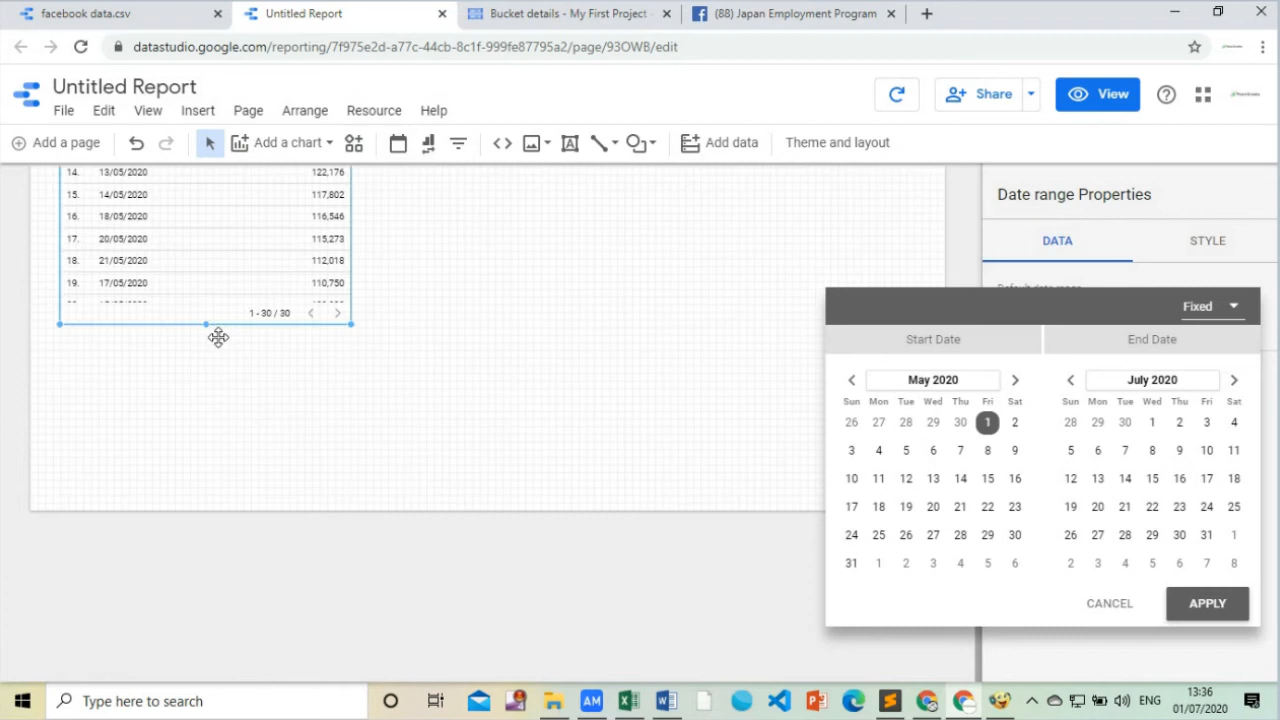 facebook data.csv
Untitled Report
Bucket details - My First Project -
(88) Japan Employment Program
datastudio.google.com/reporting/7f975e2d-a77c-44cb-8c1f-999fe87795a2/page/93OWB/edit
Untitled Report
File Edit View Insert Page Arrange Resource Help
Share
View
Add a page
Add a chart
Add data
Theme and layout
14. 13/05/2020 122,176
15. 14/05/2020 117,802
16. 18/05/2020 116,546
17. 20/05/2020 115,273
18. 21/05/2020 112,018
19. 17/05/2020 110,750
1 - 30 / 30
Date range Properties
DATA STYLE
Fixed
Start Date End Date
May 2020 July 2020
Sun Mon Tue Wed Thu Fri Sat Sun Mon Tue Wed Thu Fri Sat
26 27 28 29 30 1 2 28 29 30 1 2 3 4
3 4 5 6 7 8 9 5 6 7 8 9 10 11
10 11 12 13 14 15 16 12 13 14 15 16 17 18
17 18 19 20 21 22 23 19 20 21 22 23 24 25
24 25 26 27 28 29 30 26 27 28 29 30 31 1
31 1 2 3 4 5 6 2 3 4 5 6 7 8
CANCEL APPLY
Type here to search
AM
ENG
13:36
01/07/2020